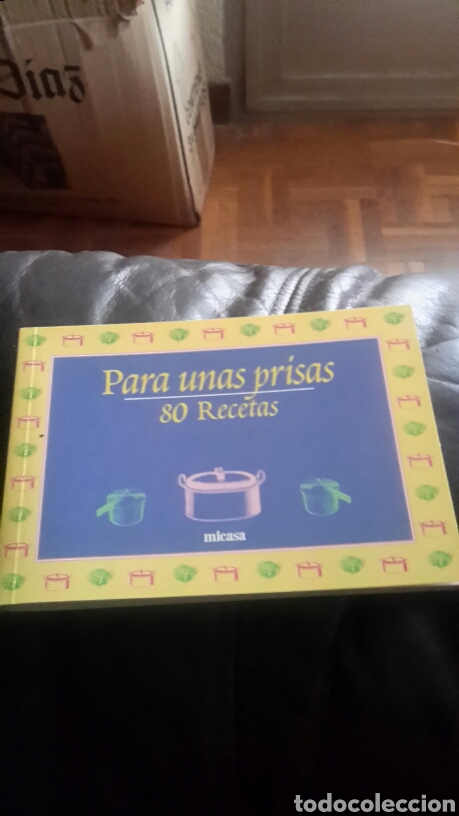 Díaz
Para unas prisas
80 Recetas
micasa
todocoleccion